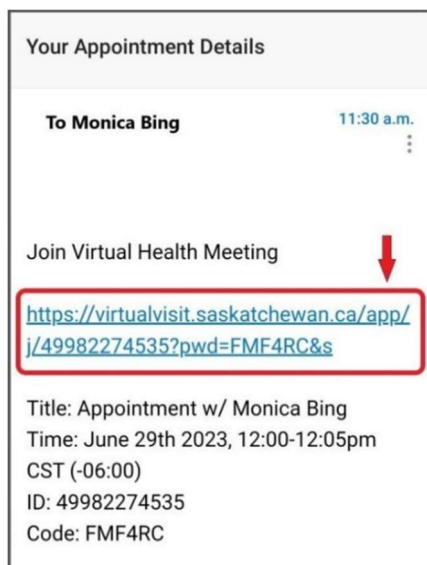 Your Appointment Details
To Monica Bing
11:30 a.m.
Join Virtual Health Meeting
https://virtualvisit.saskatchewan.ca/app/
j/49982274535?pwd=FMF4RC&s
Title: Appointment w/ Monica Bing
Time: June 29th 2023, 12:00-12:05pm
CST (-06:00)
ID: 49982274535
Code: FMF4RC